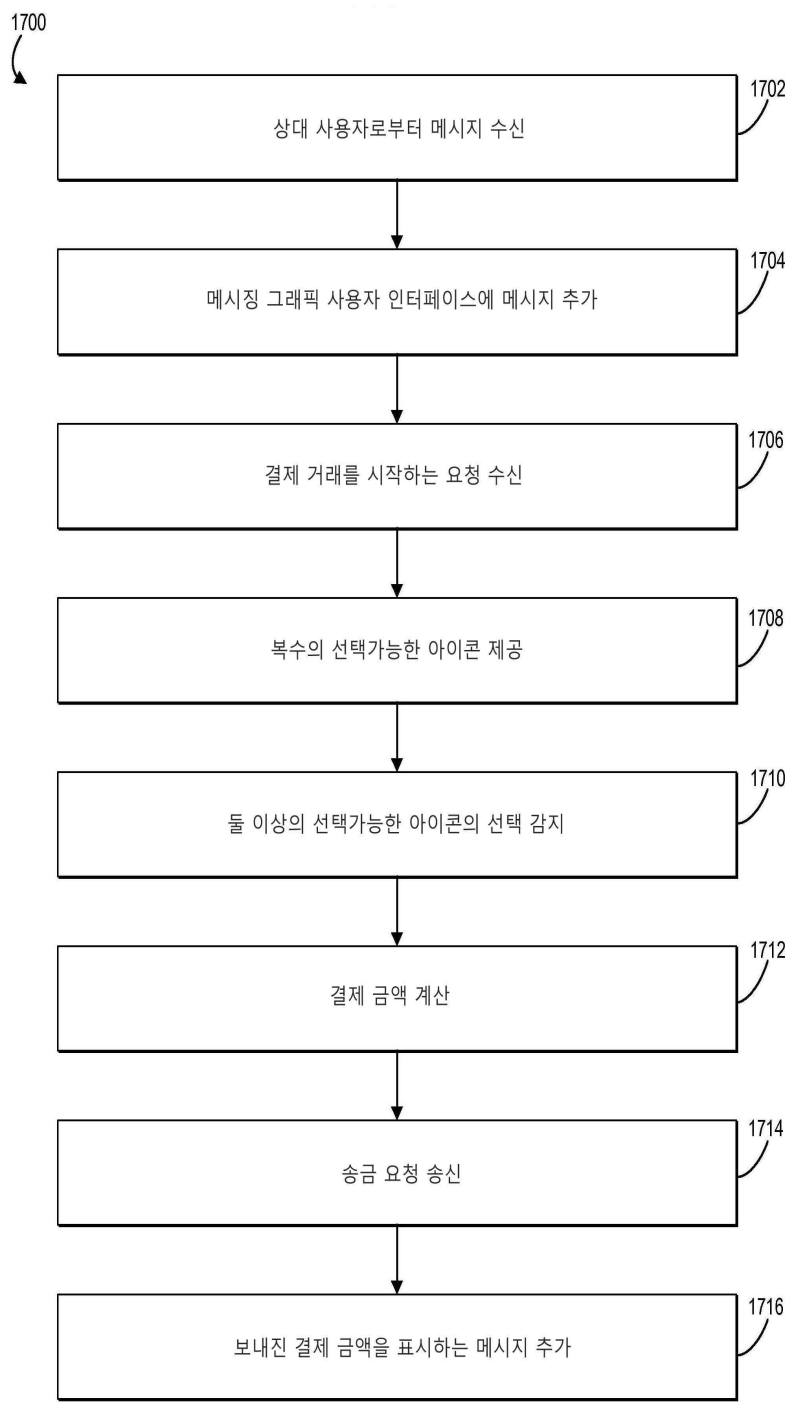 1700
1702
상대 사용자로부터 메시지 수신
1704
메시징 그래픽 사용자 인터페이스에 메시지 추가
1706
결제 거래를 시작하는 요청 수신
1708
복수의 선택가능한 아이콘 제공
1710
둘 이상의 선택가능한 아이콘의 선택 감지
1712
결제 금액 계산
1714
송금 요청 송신
1716
보내진 결제 금액을 표시하는 메시지 추가